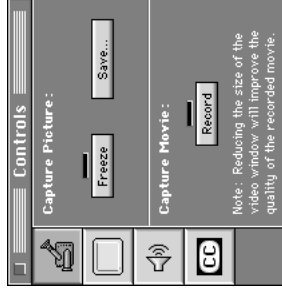 Controls
Capture Picture:
Freeze
Save...
Capture Movie:
Record
Note: Reducing the size of the
video window will improve the
quality of the recorded movie.
CC